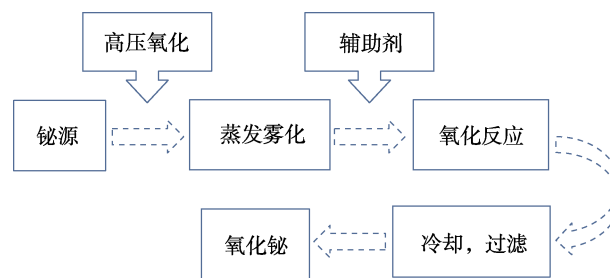 高压氧化
辅助剂
铋源
蒸发雾化
氧化反应
冷却，过滤
氧化铋